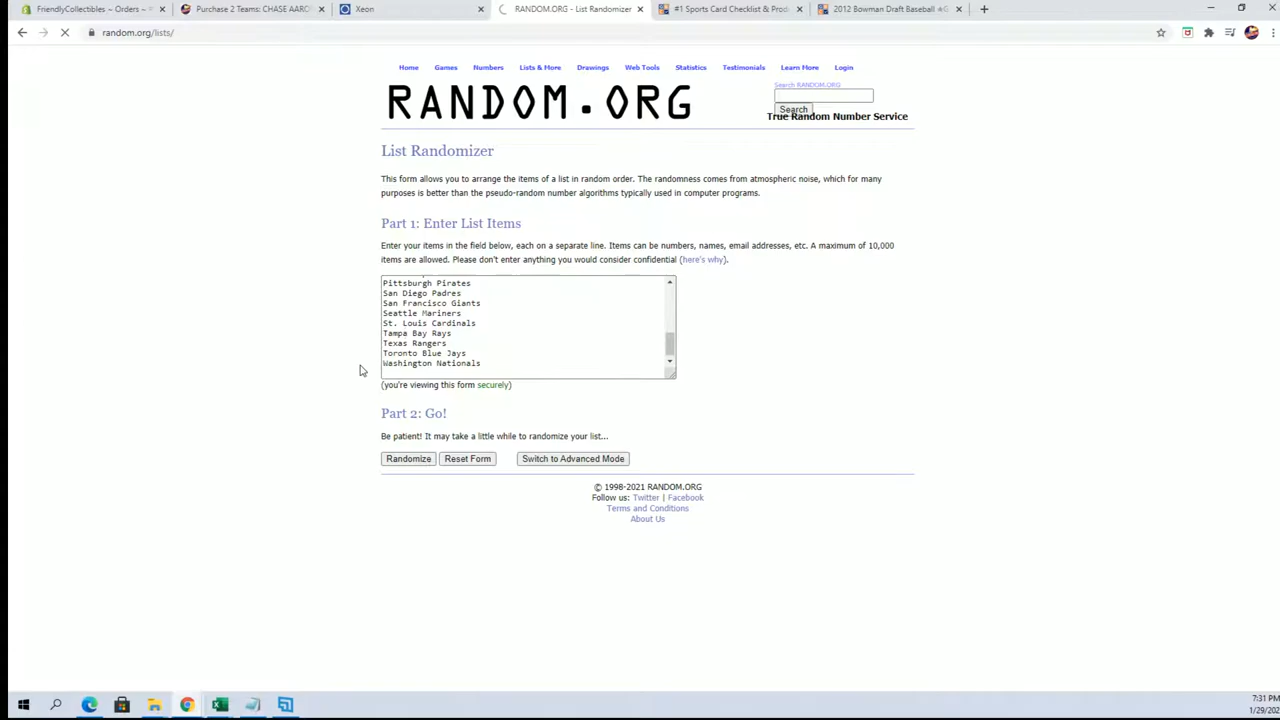 FriendlyCollectibles ~ Orders ~
Purchase 2 Teams: CHASE AARO
Xeon
RANDOM.ORG - List Randomizer
#1 Sports Card Checklist & Prod
2012 Bowman Draft Baseball
random.org/lists/
Home Games Numbers Lists & More Drawings Web Tools Statistics Testimonials Learn More Login
RANDOM.ORG
Search RANDOM.ORG
Search
True Random Number Service
List Randomizer
This form allows you to arrange the items of a list in random order. The randomness comes from atmospheric noise, which for many
purposes is better than the pseudo-random number algorithms typically used in computer programs.
Part 1: Enter List Items
Enter your items in the field below, each on a separate line. Items can be numbers, names, email addresses, etc. A maximum of 10,000
items are allowed. Please don't enter anything you would consider confidential (here's why).
Pittsburgh Pirates
San Diego Padres
San Francisco Giants
Seattle Mariners
St. Louis Cardinals
Tampa Bay Rays
Texas Rangers
Toronto Blue Jays
Washington Nationals
(you're viewing this form securely)
Part 2: Go!
Be patient! It may take a little while to randomize your list...
Randomize Reset Form Switch to Advanced Mode
© 1998-2021 RANDOM.ORG
Follow us: Twitter | Facebook
Terms and Conditions
About Us
7:31 PM
1/29/202